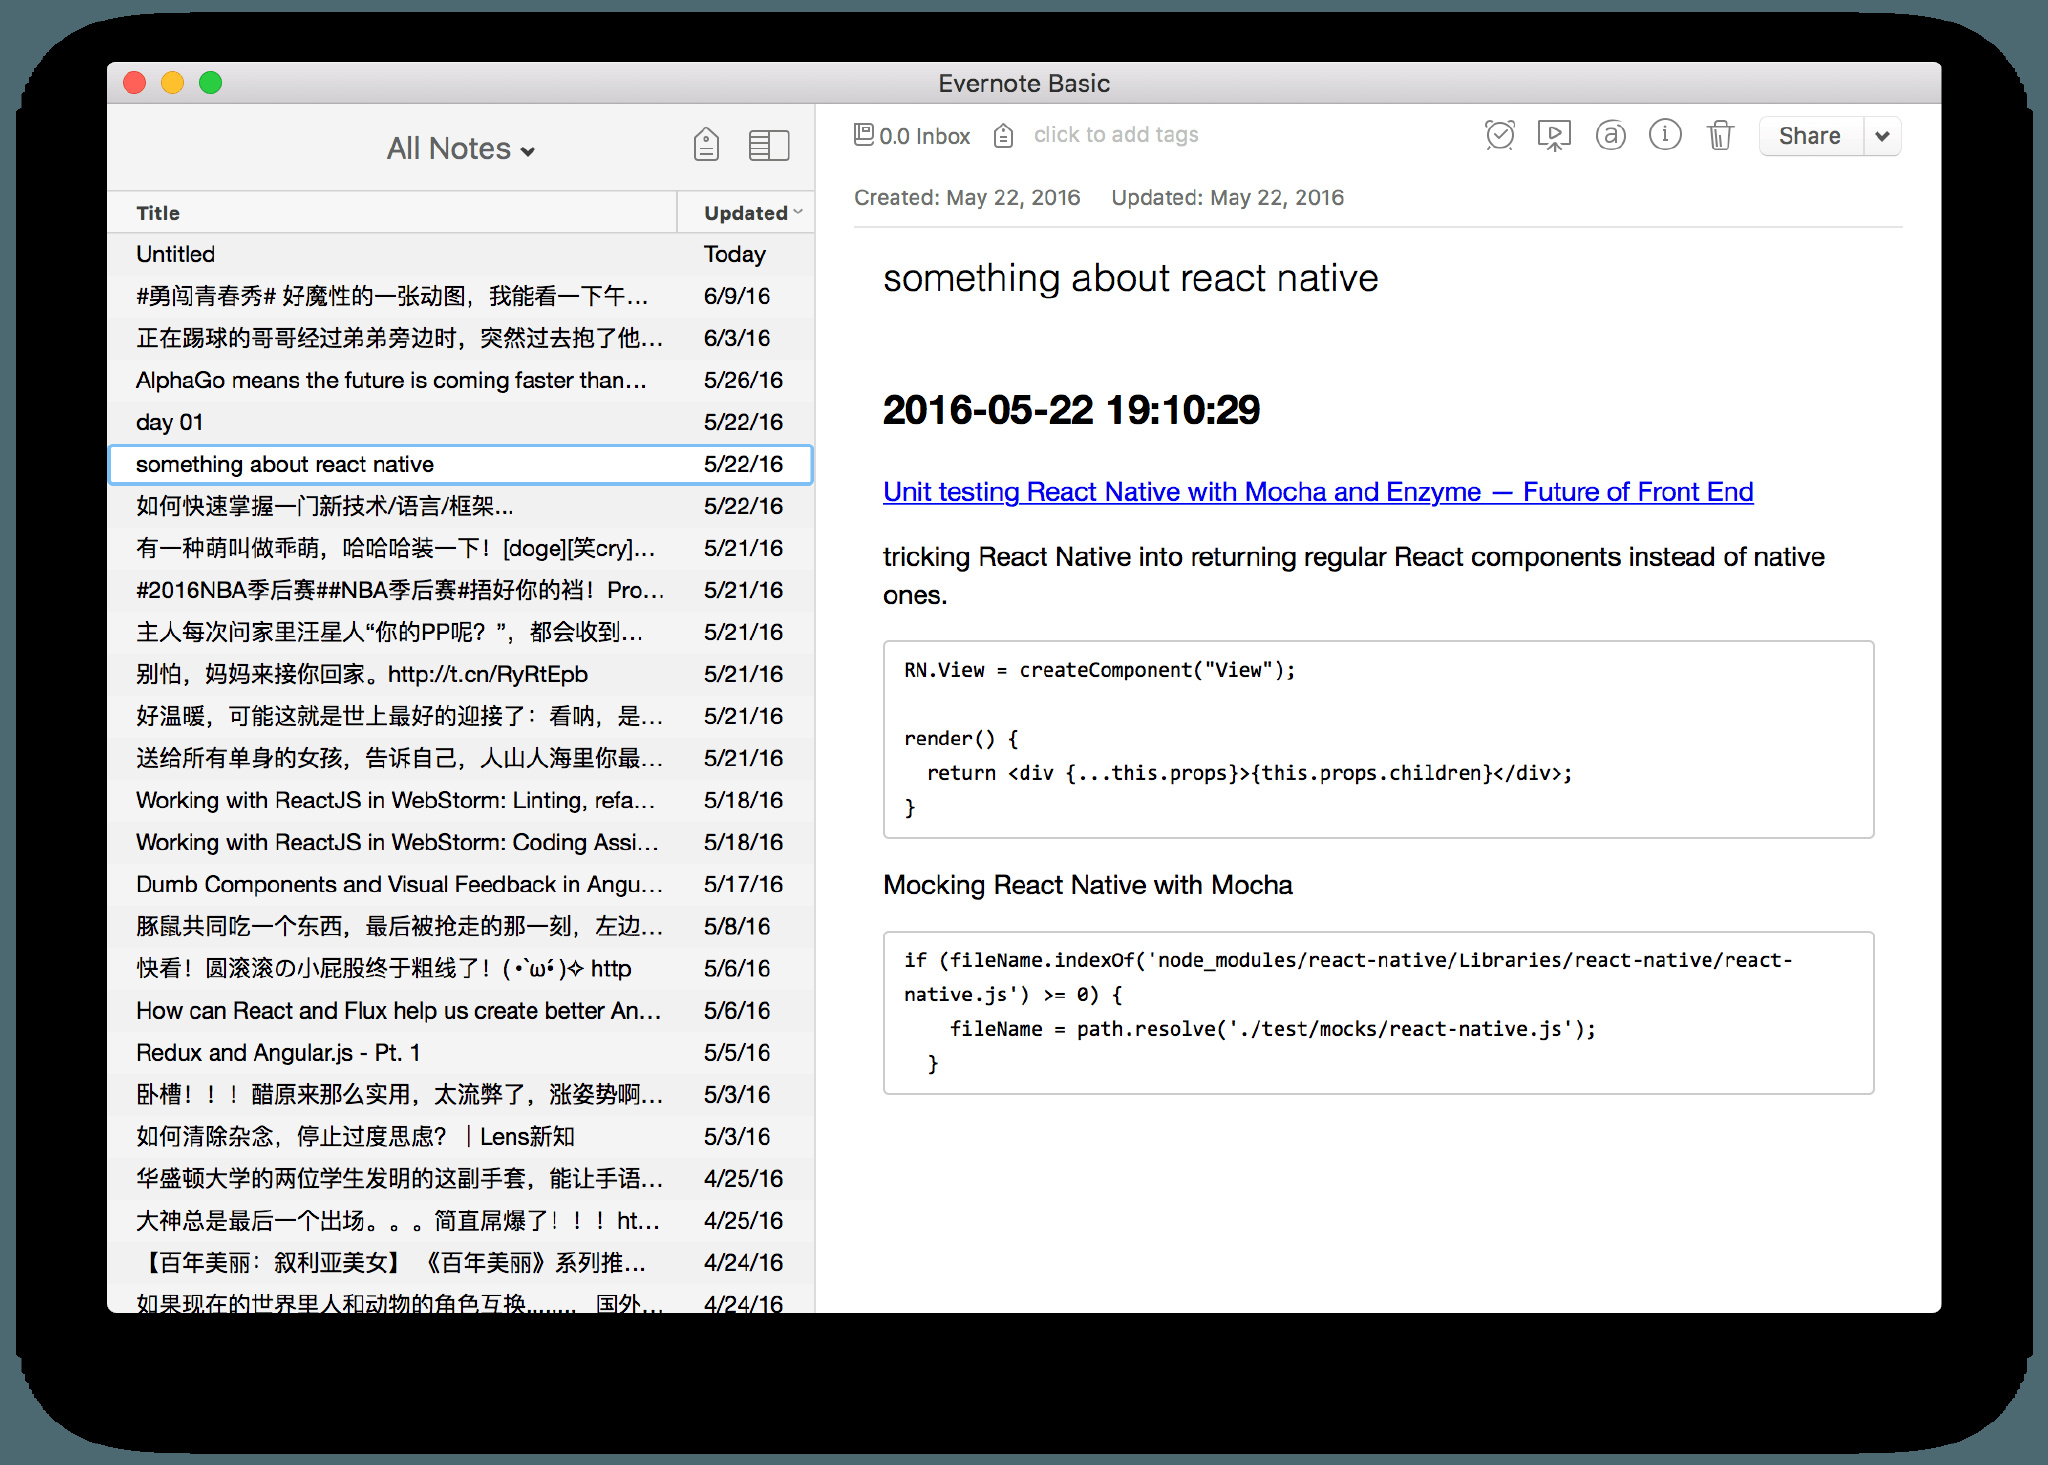 Evernote Basic
All Notes
Title Updated
Untitled Today
#勇闯青春秀# 好魔性的一张动图，我能看一下午... 6/9/16
正在踢球的哥哥经过弟弟旁边时，突然过去抱了他... 6/3/16
AlphaGo means the future is coming faster than... 5/26/16
day 01 5/22/16
something about react native 5/22/16
如何快速掌握一门新技术/语言/框架... 5/22/16
有一种萌叫做乖萌，哈哈哈装一下！[doge][笑cry]... 5/21/16
#2016NBA季后赛##NBA季后赛#捂好你的裆！Pro... 5/21/16
主人每次问家里汪星人“你的PP呢？”，都会收到... 5/21/16
别怕，妈妈来接你回家。http://t.cn/RyRtEpb 5/21/16
好温暖，可能这就是世上最好的迎接了：看呐，是... 5/21/16
送给所有单身的女孩，告诉自己，人山人海里你最... 5/21/16
Working with ReactJS in WebStorm: Linting, refa... 5/18/16
Working with ReactJS in WebStorm: Coding Assi... 5/18/16
Dumb Components and Visual Feedback in Angu... 5/17/16
豚鼠共同吃一个东西，最后被抢走的那一刻，左边... 5/8/16
快看！圆滚滚の小屁股终于粗线了！( •̀ω•́ )✧ http 5/6/16
How can React and Flux help us create better An... 5/6/16
Redux and Angular.js - Pt. 1 5/5/16
卧槽！！！醋原来那么实用，太流弊了，涨姿势啊... 5/3/16
如何清除杂念，停止过度思虑？｜Lens新知 5/3/16
华盛顿大学的两位学生发明的这副手套，能让手语... 4/25/16
大神总是最后一个出场。。。简直屌爆了！！！ht... 4/25/16
【百年美丽：叙利亚美女】《百年美丽》系列推... 4/24/16
如果现在的世界里人和动物的角色互换……，国外... 4/24/16
0.0 Inbox click to add tags Share
Created: May 22, 2016 Updated: May 22, 2016
something about react native
2016-05-22 19:10:29
Unit testing React Native with Mocha and Enzyme — Future of Front End
tricking React Native into returning regular React components instead of native
ones.
RN.View = createComponent("View");
render() {
return <div {...this.props}>{this.props.children}</div>;
}
Mocking React Native with Mocha
if (fileName.indexOf('node_modules/react-native/Libraries/react-native/react-
native.js') >= 0) {
fileName = path.resolve('./test/mocks/react-native.js');
}